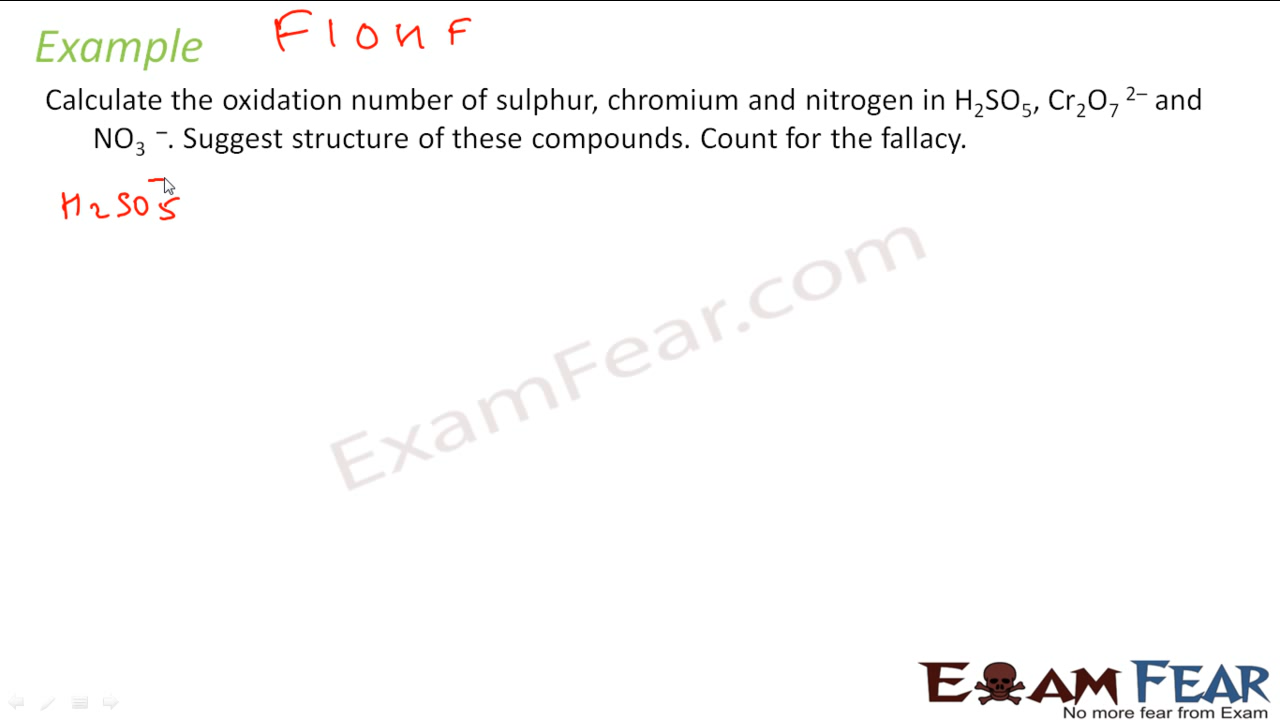 Example F I O H F
Calculate the oxidation number of sulphur, chromium and nitrogen in H₂SO₅, Cr₂O₇ ²⁻ and
NO₃ ⁻. Suggest structure of these compounds. Count for the fallacy.
H₂SO₅
ExamFear.com
EXAM FEAR
No more fear from Exam